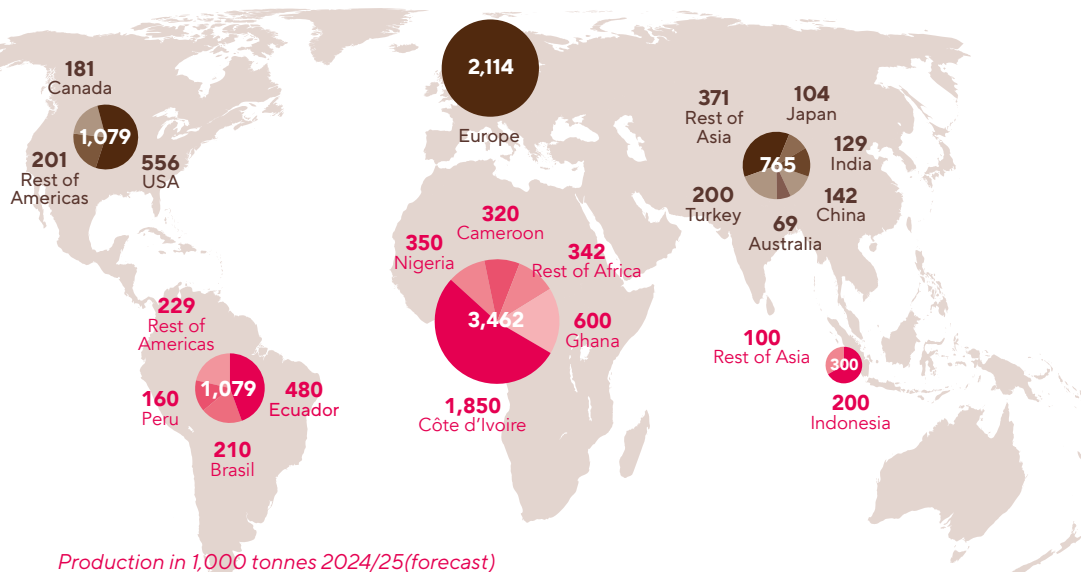 181
Canada
1,079
201
Rest of
Americas
556
USA
2,114
Europe
371
Rest of
Asia
104
Japan
765
129
India
200
Turkey
142
China
69
Australia
320
Cameroon
350
Nigeria
342
Rest of Africa
3,462
600
Ghana
1,850
Côte d'Ivoire
229
Rest of
Americas
1,079
160
Peru
480
Ecuador
210
Brasil
100
Rest of Asia
300
200
Indonesia
Production in 1,000 tonnes 2024/25(forecast)